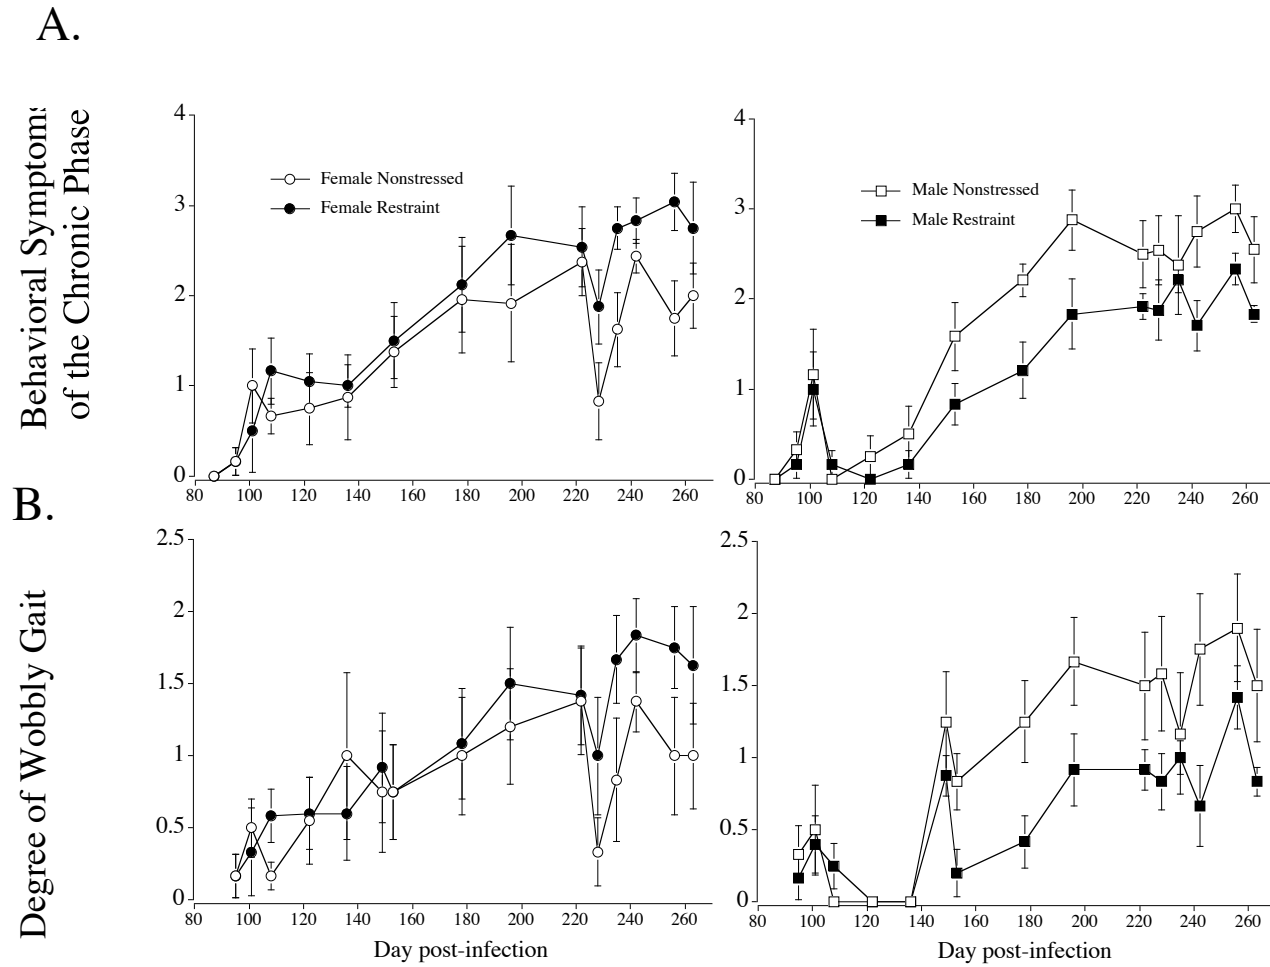 A.
Behavioral Symptoms
of the Chronic Phase
4
3
2
1
0
Female Nonstressed
Female Restraint
80 100 120 140 160 180 200 220 240 260
4
3
2
1
0
Male Nonstressed
Male Restraint
80 100 120 140 160 180 200 220 240 260
B.
Degree of Wobbly Gait
2.5
2
1.5
1
0.5
0
80 100 120 140 160 180 200 220 240 260
Day post-infection
2.5
2
1.5
1
0.5
0
80 100 120 140 160 180 200 220 240 260
Day post-infection